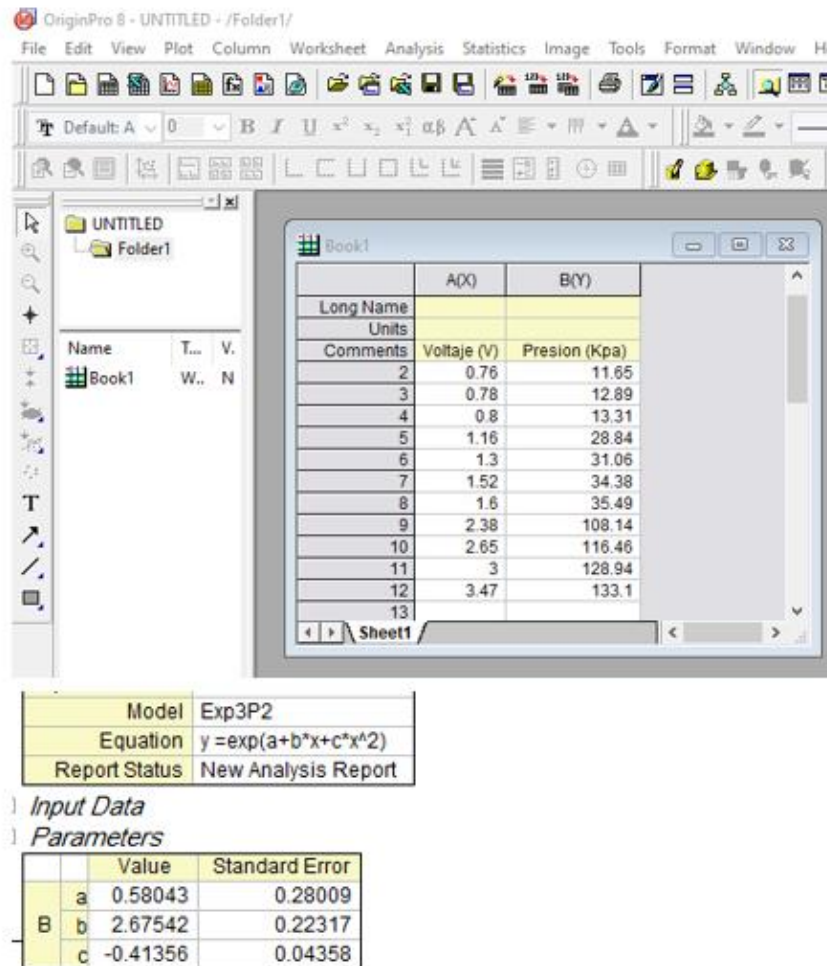 OriginPro 8 - UNTITLED - /Folder1/
File Edit View Plot Column Worksheet Analysis Statistics Image Tools Format Window
Default: A 0 B I U x² x₂ αβ A A
UNTITLED
Folder1
Name T... V.
Book1 W.. N
Book1
A(X) B(Y)
Long Name
Units
Comments Voltaje (V) Presion (Kpa)
2 0.76 11.65
3 0.78 12.89
4 0.8 13.31
5 1.16 28.84
6 1.3 31.06
7 1.52 34.38
8 1.6 35.49
9 2.38 108.14
10 2.65 116.46
11 3 128.94
12 3.47 133.1
13
Sheet1
Model Exp3P2
Equation y =exp(a+b*x+c*x^2)
Report Status New Analysis Report
Input Data
Parameters
Value Standard Error
a 0.58043 0.28009
B b 2.67542 0.22317
c -0.41356 0.04358